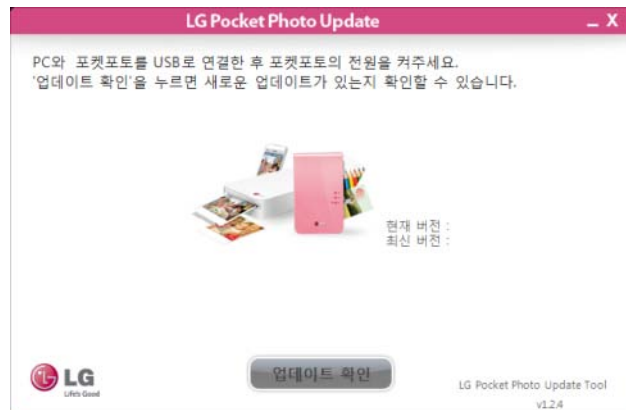 LG Pocket Photo Update
PC와 포켓포토를 USB로 연결한 후 포켓포토의 전원을 켜주세요.
'업데이트 확인'을 누르면 새로운 업데이트가 있는지 확인할 수 있습니다.
현재 버전 :
최신 버전 :
LG
Life's Good
업데이트 확인
LG Pocket Photo Update Tool
v1.2.4